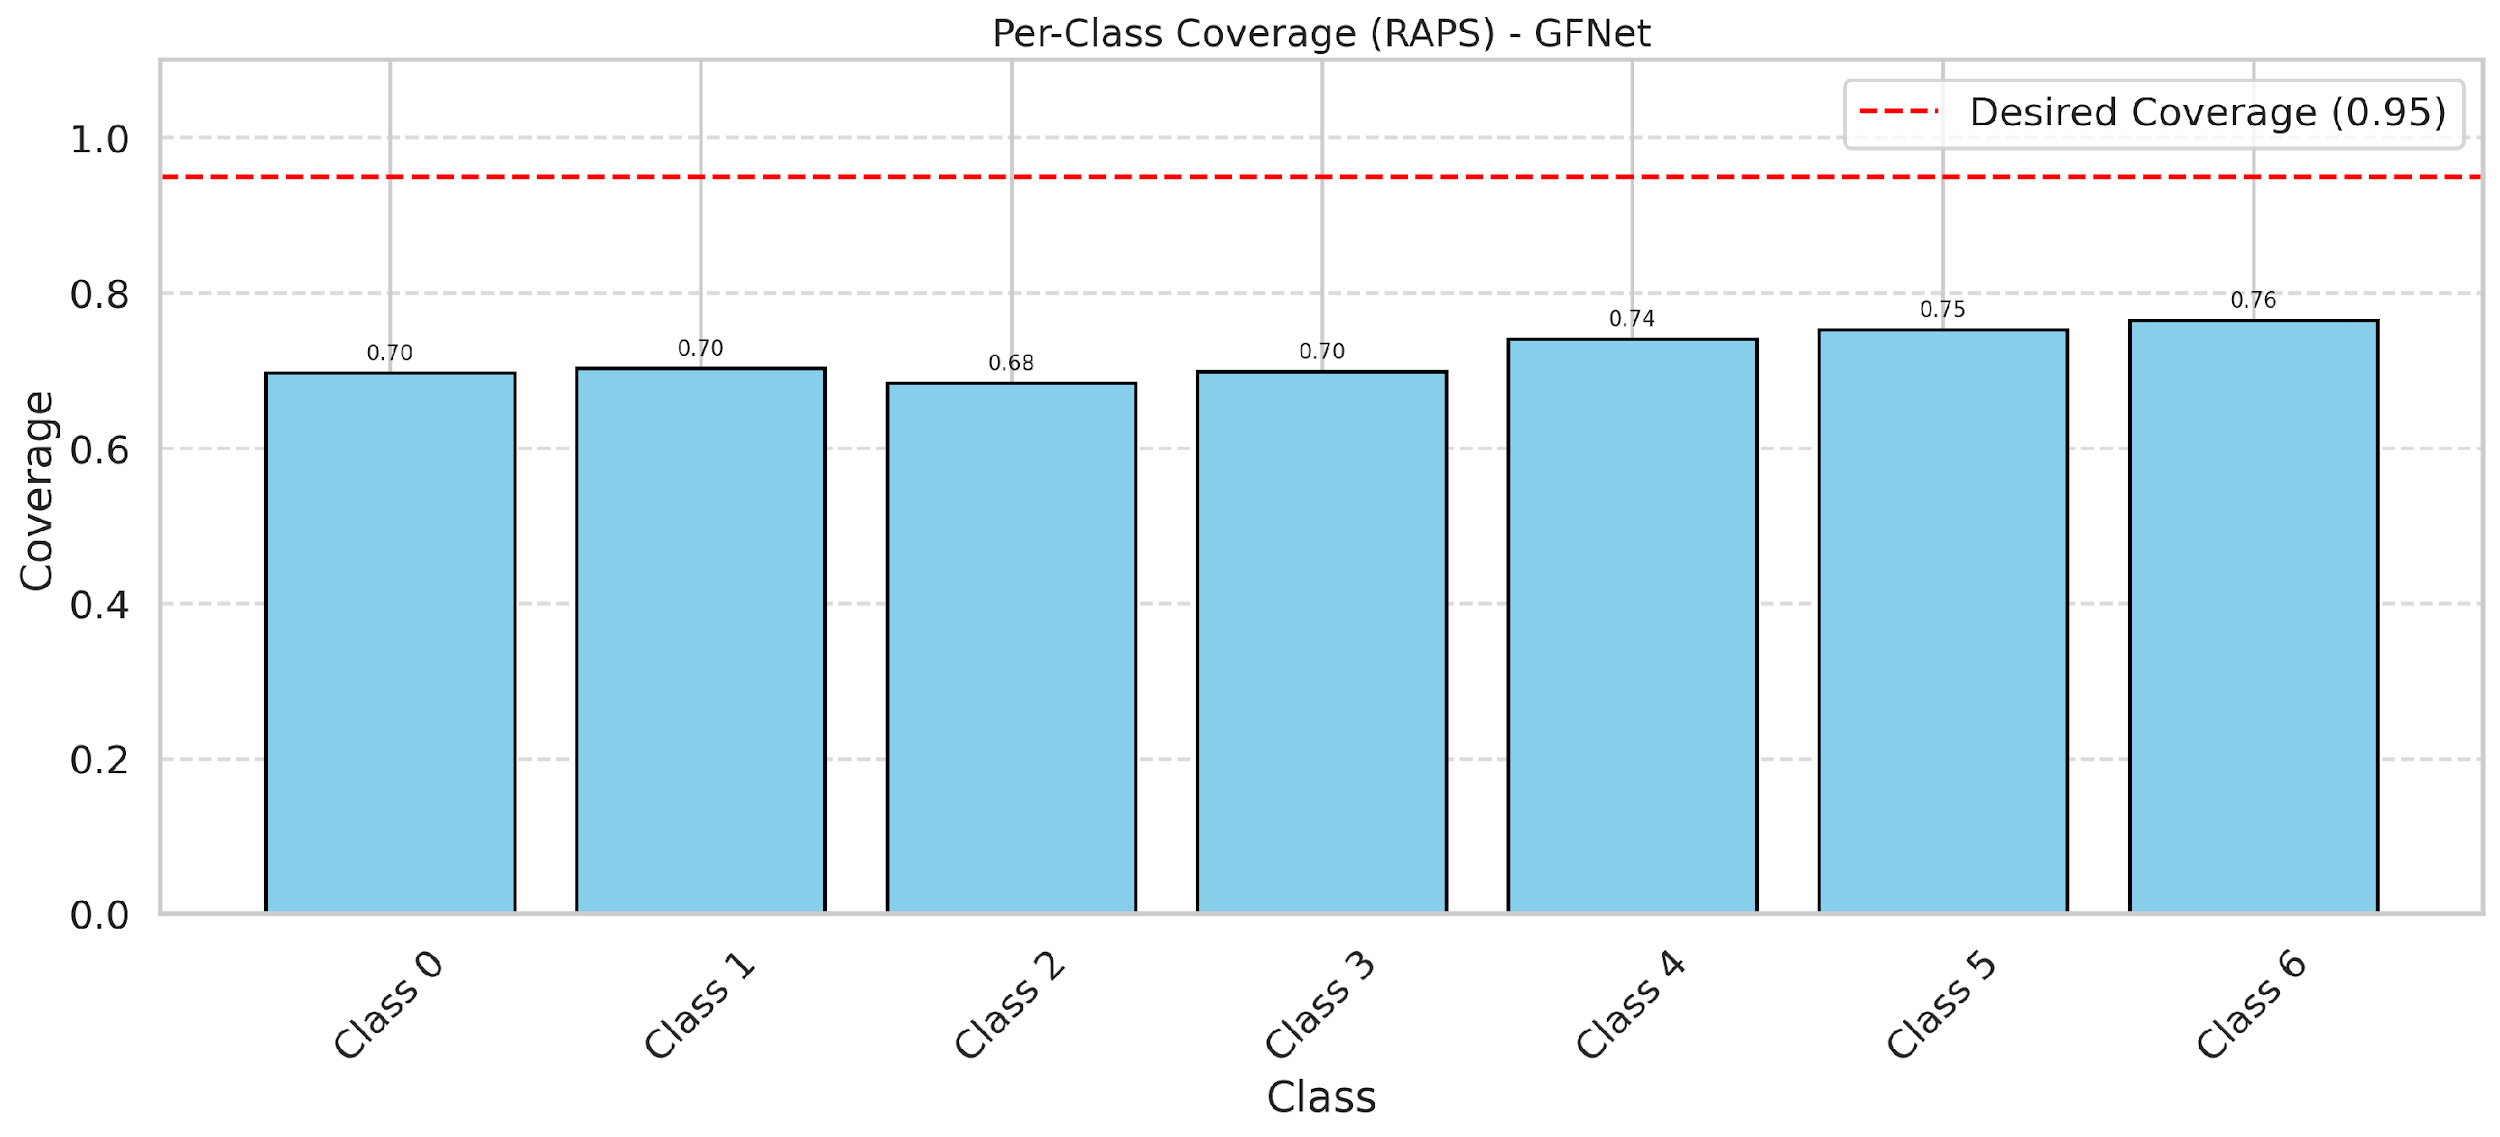 Per-Class Coverage (RAPS) - GFNet
Desired Coverage (0.95)
1.0
0.8
0.6
0.4
0.2
0.0
Coverage
0.70
0.70
0.68
0.70
0.74
0.75
0.76
Class 0
Class 1
Class 2
Class 3
Class 4
Class 5
Class 6
Class